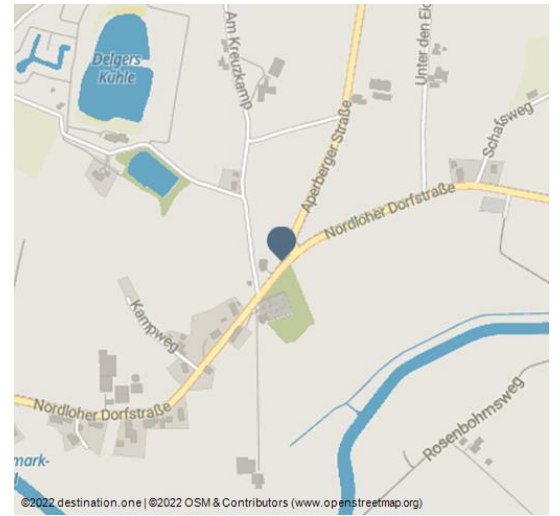 Delgers
Kuhle
Am Kreuzkamp
Unter den Eic
Schafsweg
Aperberger Straße
Nordloher Dorfstraße
Kampweg
Nordloher Dorfstraße
Rosenbohmsweg
mark-
©2022 destination.one | ©2022 OSM & Contributors (www.openstreetmap.org)